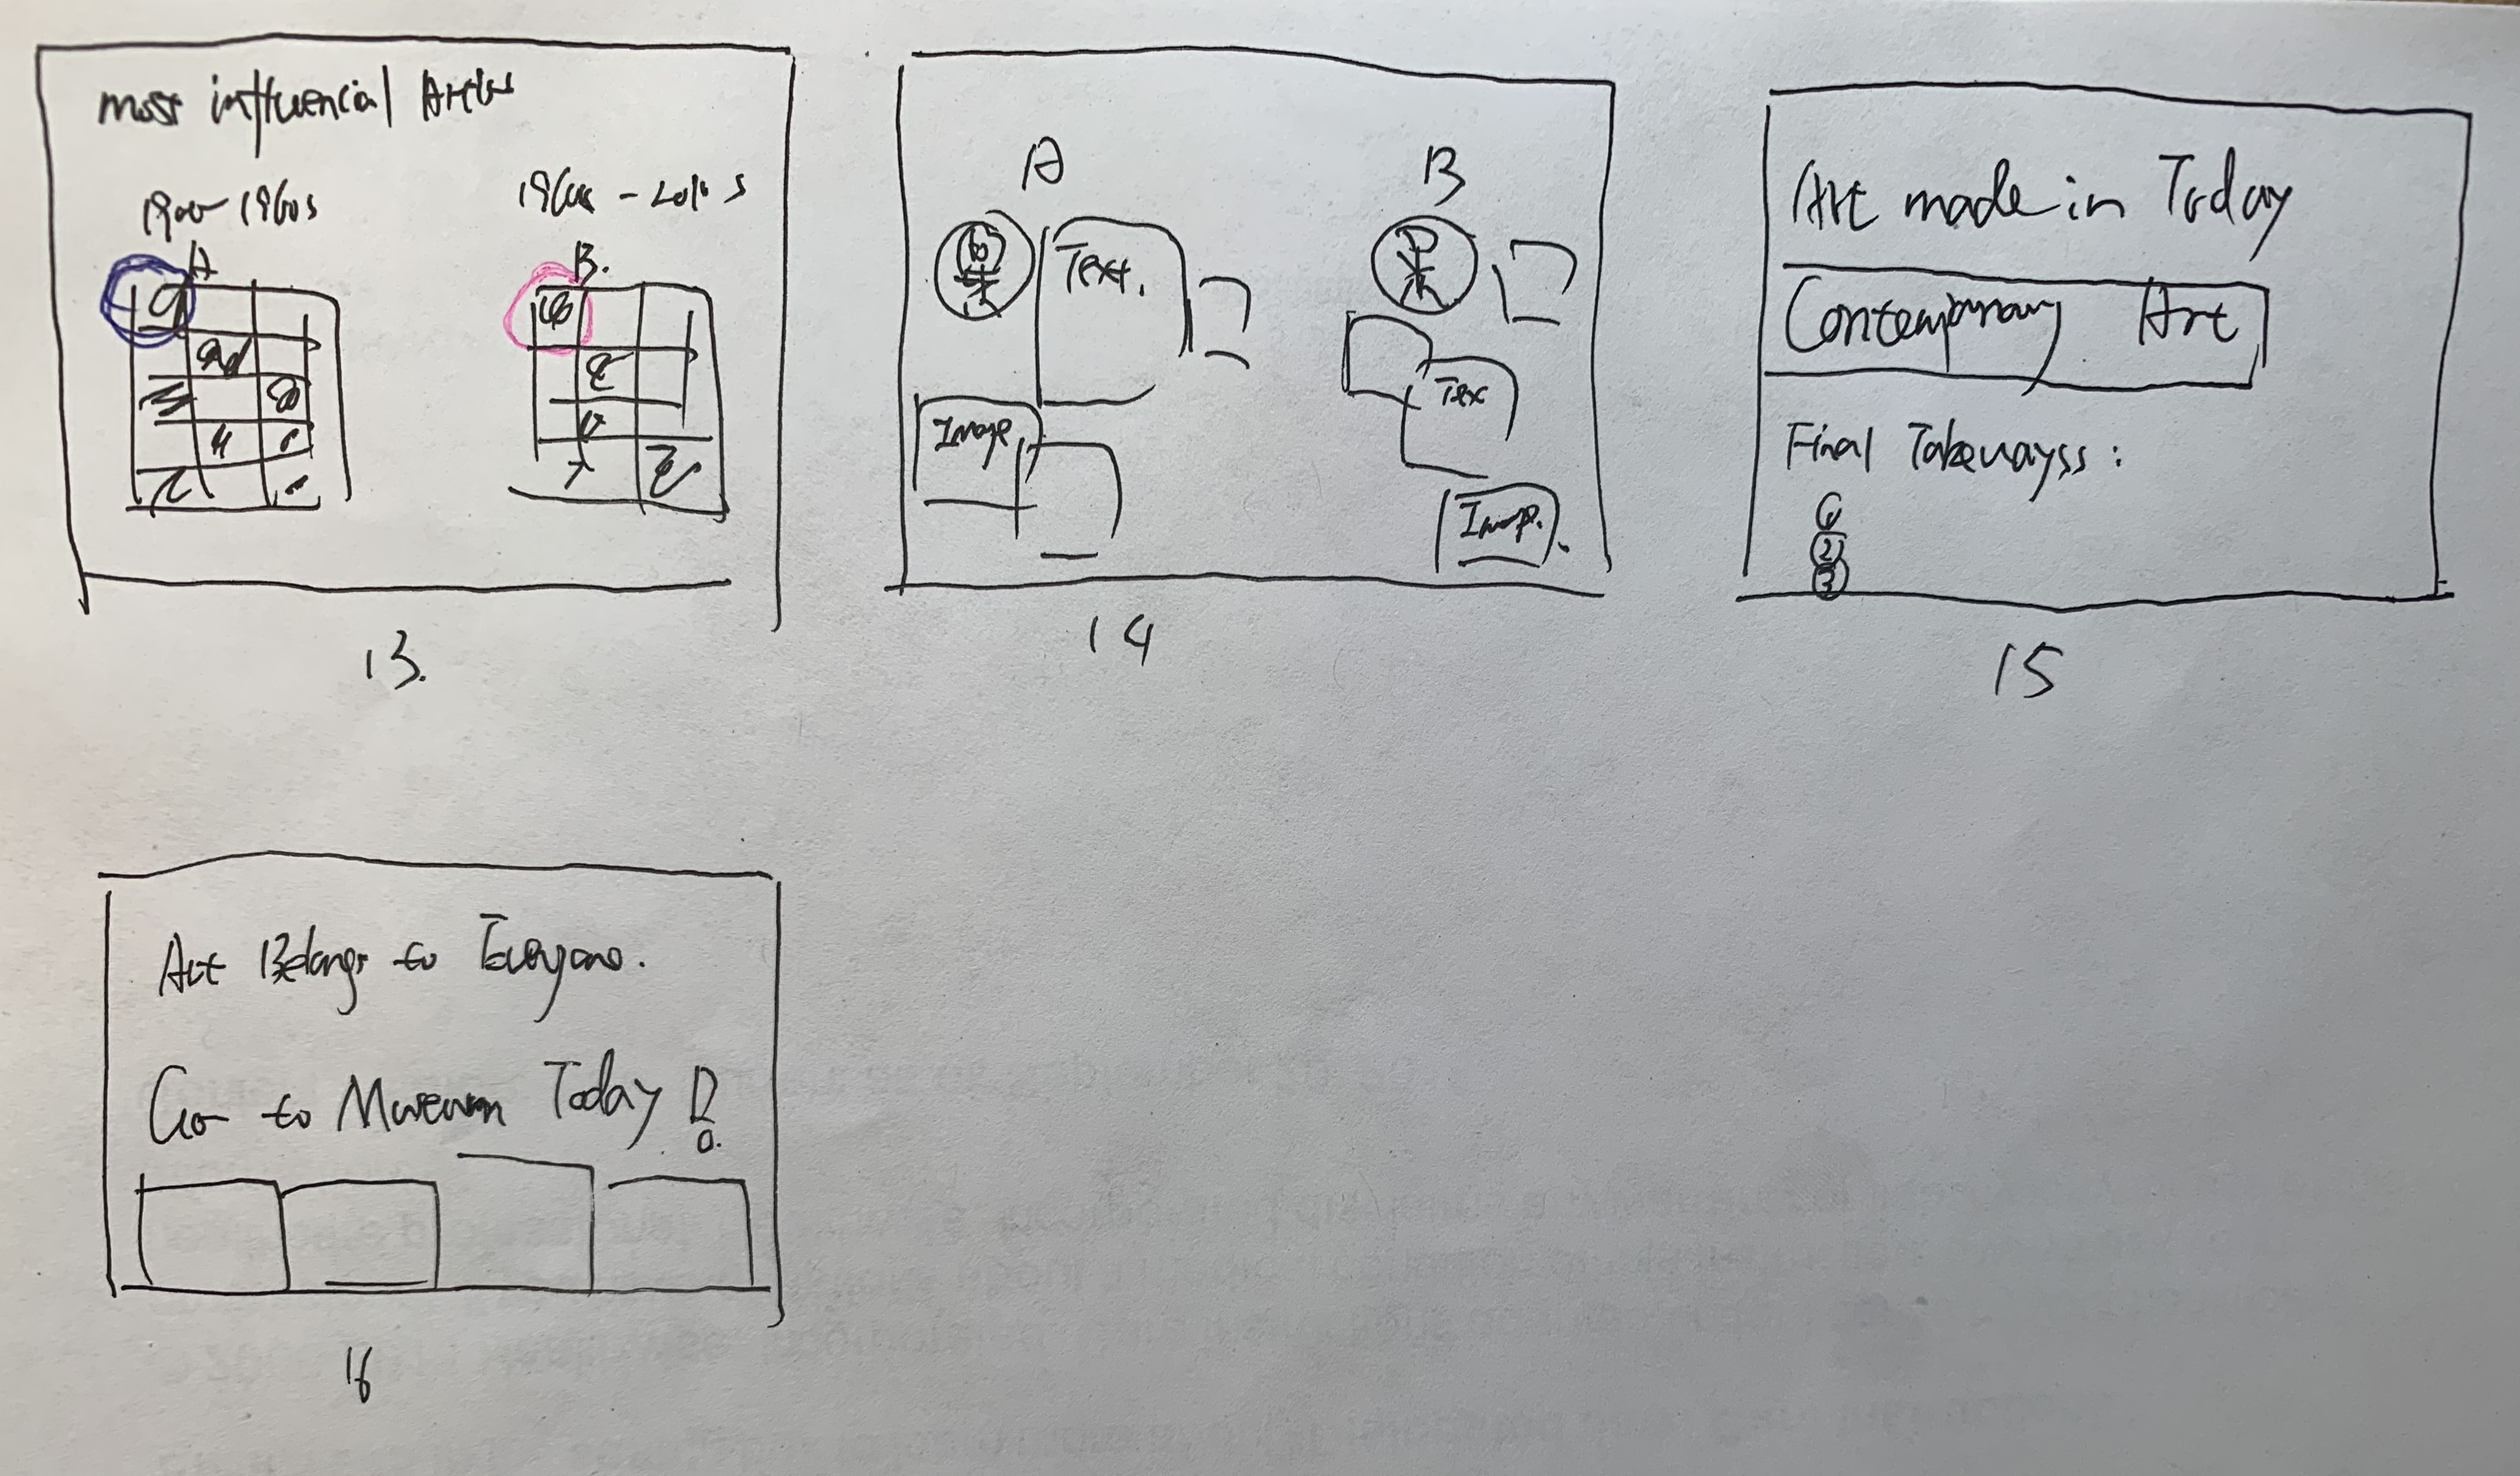 most influencial Artists
1900-1960s
1960s - 2010s
A
B.
13.
A
B
Text.
Text
Image
Image.
14
Art made in Today
Contemporary Art
Final Takeawayss:
①
②
③
15
Art Belongs to Everyone.
Go to Museum Today!
16